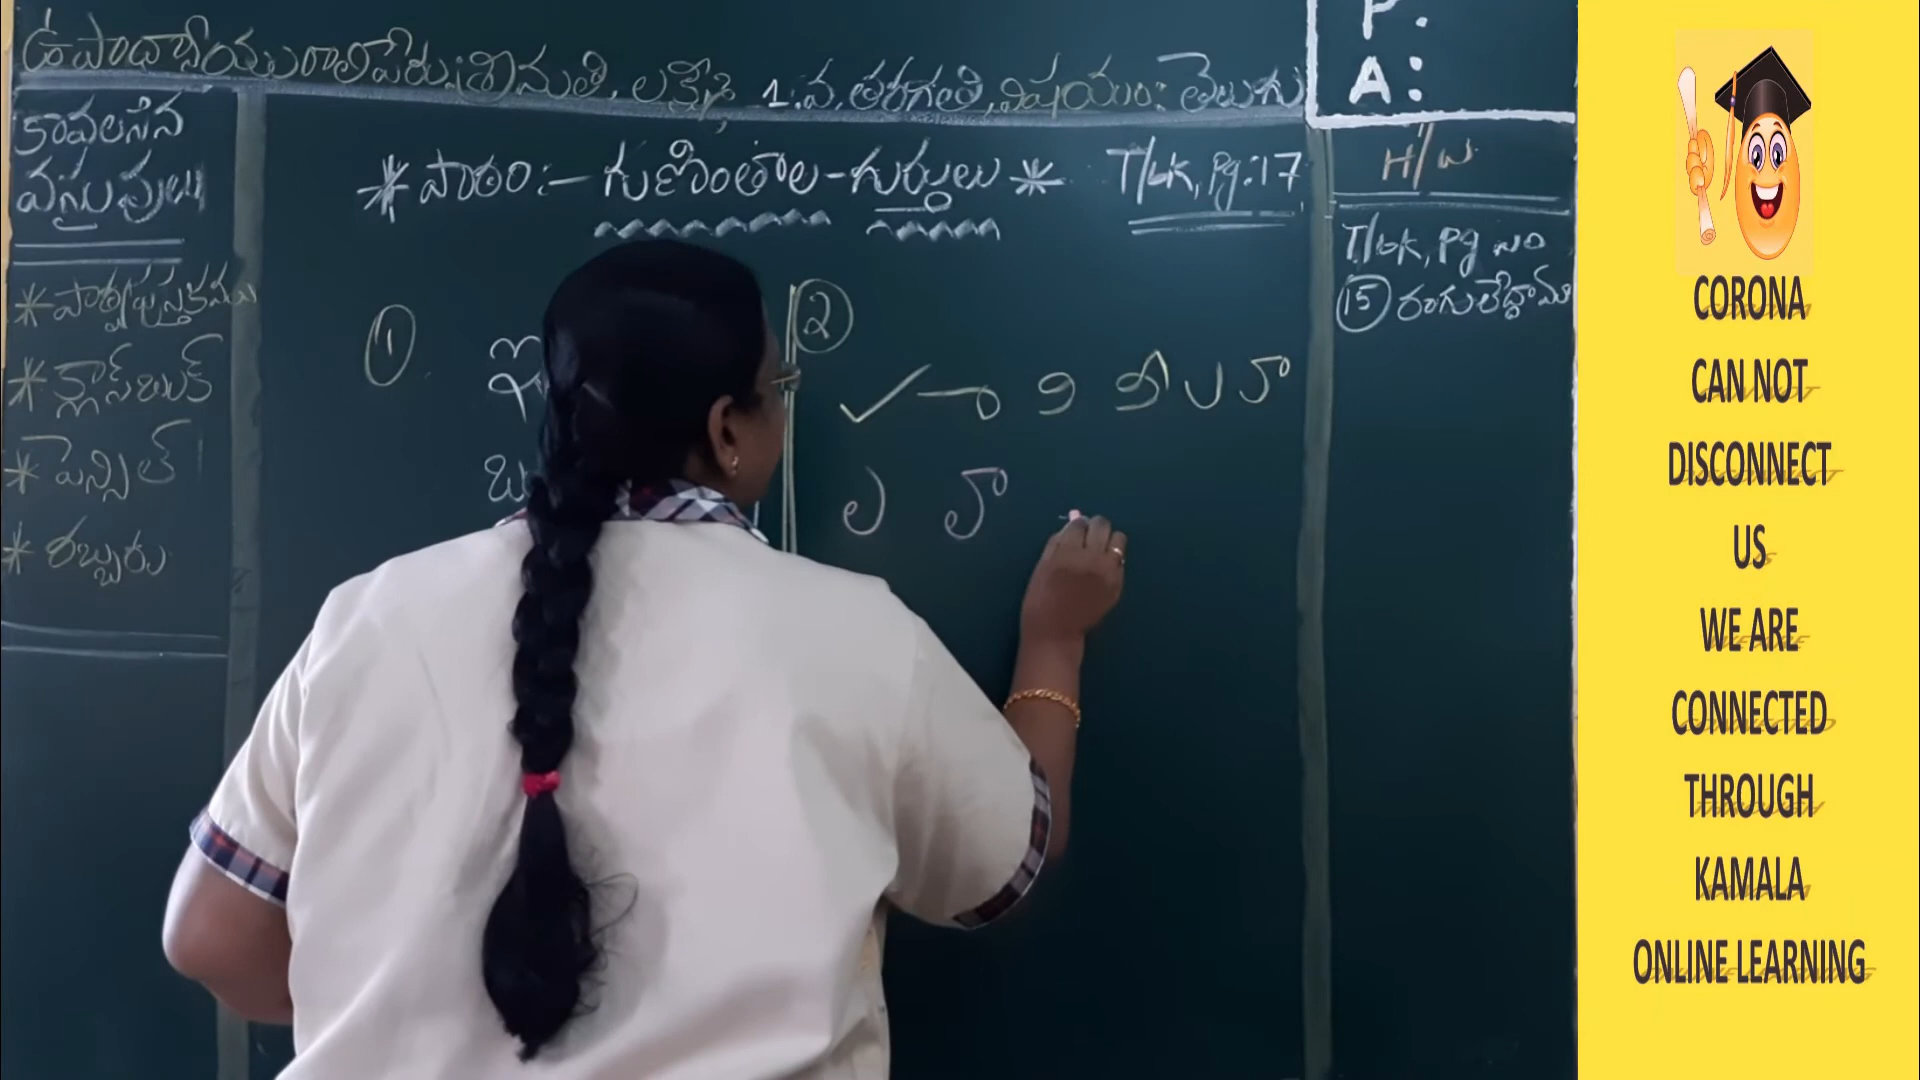 ఉపాధ్యాయురాలిపేరు:శ్రీమతి. లక్ష్మి 1.వ.తరగతి,విషయం: తెలుగు
P.
A:
కావలసిన
వస్తువులు
* పాఠ్యపుస్తకము
* క్లాస్‌బుక్
* పెన్సిల్
* రబ్బరు
* పాఠం:- గుణింతాల-గుర్తులు *
T/bk, Pg:17
①
ఐ
②
✓
H/w
T/bk, Pg నం
⑮ రంగులేద్దాము
CORONA
CAN NOT
DISCONNECT
US
WE ARE
CONNECTED
THROUGH
KAMALA
ONLINE LEARNING